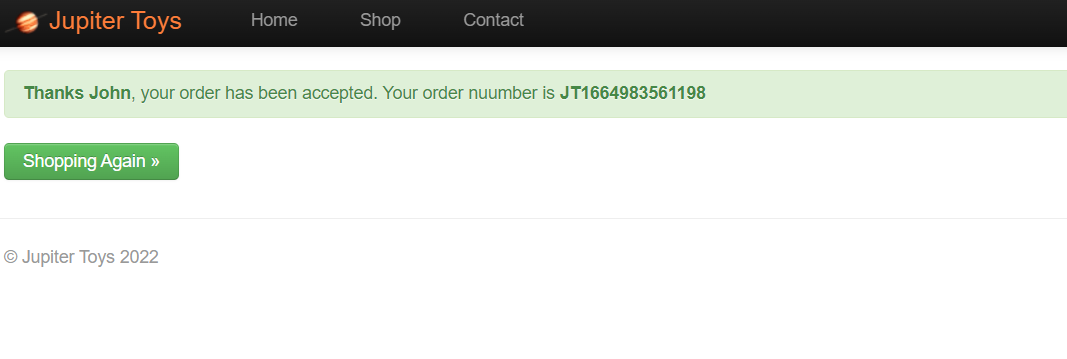 Jupiter Toys Home Shop Contact
Thanks John, your order has been accepted. Your order nuumber is JT1664983561198
Shopping Again »
© Jupiter Toys 2022